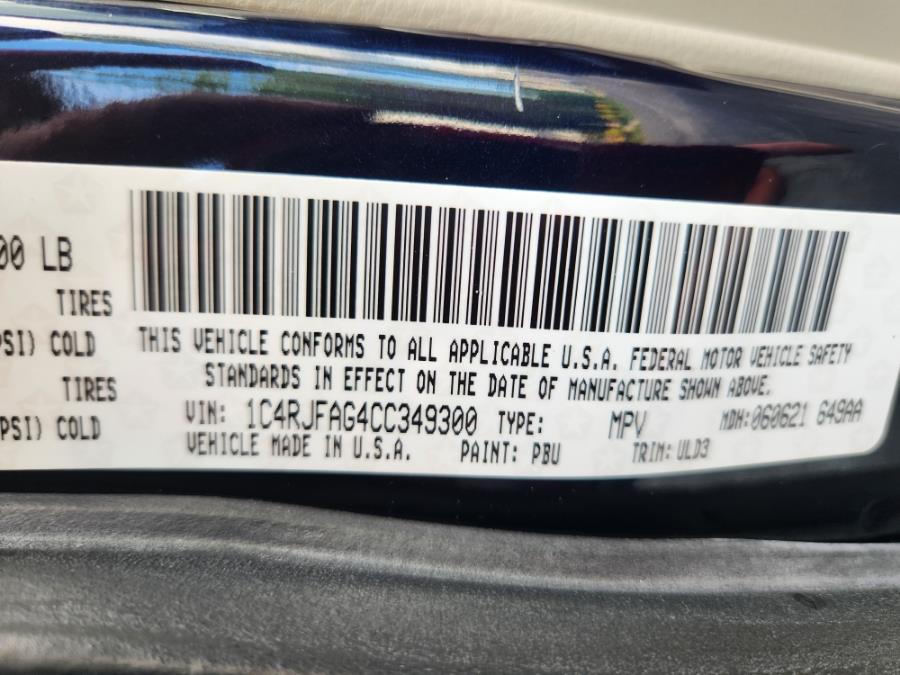 00 LB
TIRES
PSI) COLD
TIRES
PSI) COLD
THIS VEHICLE CONFORMS TO ALL APPLICABLE U.S.A. FEDERAL MOTOR VEHICLE SAFETY
STANDARDS IN EFFECT ON THE DATE OF MANUFACTURE SHOWN ABOVE.
VIN: 1C4RJFAG4CC349300 TYPE: MPV MDH:060621 649AA
VEHICLE MADE IN U.S.A. PAINT: PBU TRIM:ULD3